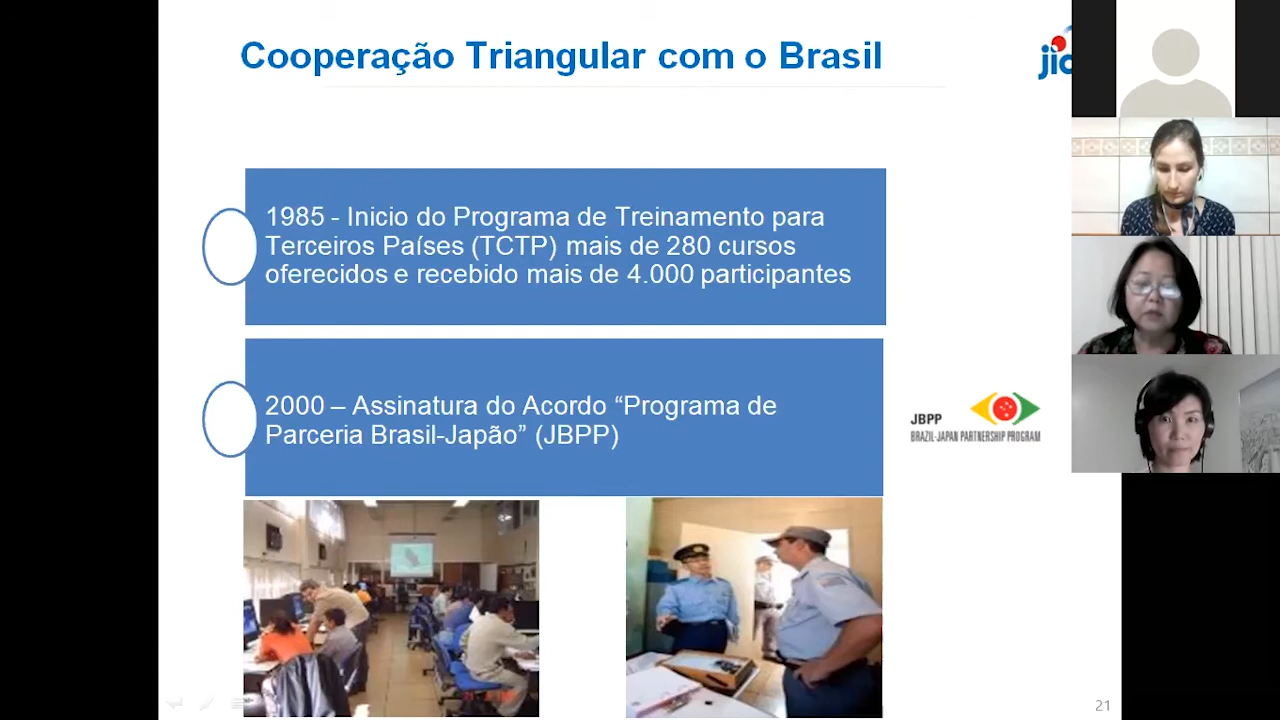 Cooperação Triangular com o Brasil
jic
1985 - Inicio do Programa de Treinamento para
Terceiros Países (TCTP) mais de 280 cursos
oferecidos e recebido mais de 4.000 participantes
2000 – Assinatura do Acordo “Programa de
Parceria Brasil-Japão” (JBPP)
JBPP
BRAZIL-JAPAN PARTNERSHIP PROGRAM
21